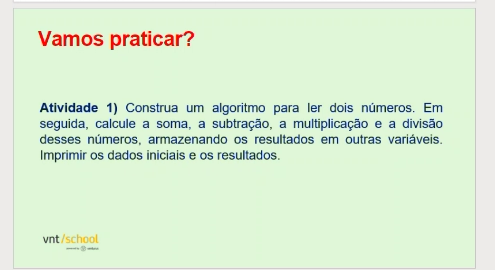 Vamos praticar?
Atividade 1) Construa um algoritmo para ler dois números. Em
seguida, calcule a soma, a subtração, a multiplicação e a divisão
desses números, armazenando os resultados em outras variáveis.
Imprimir os dados iniciais e os resultados.
vnt/school